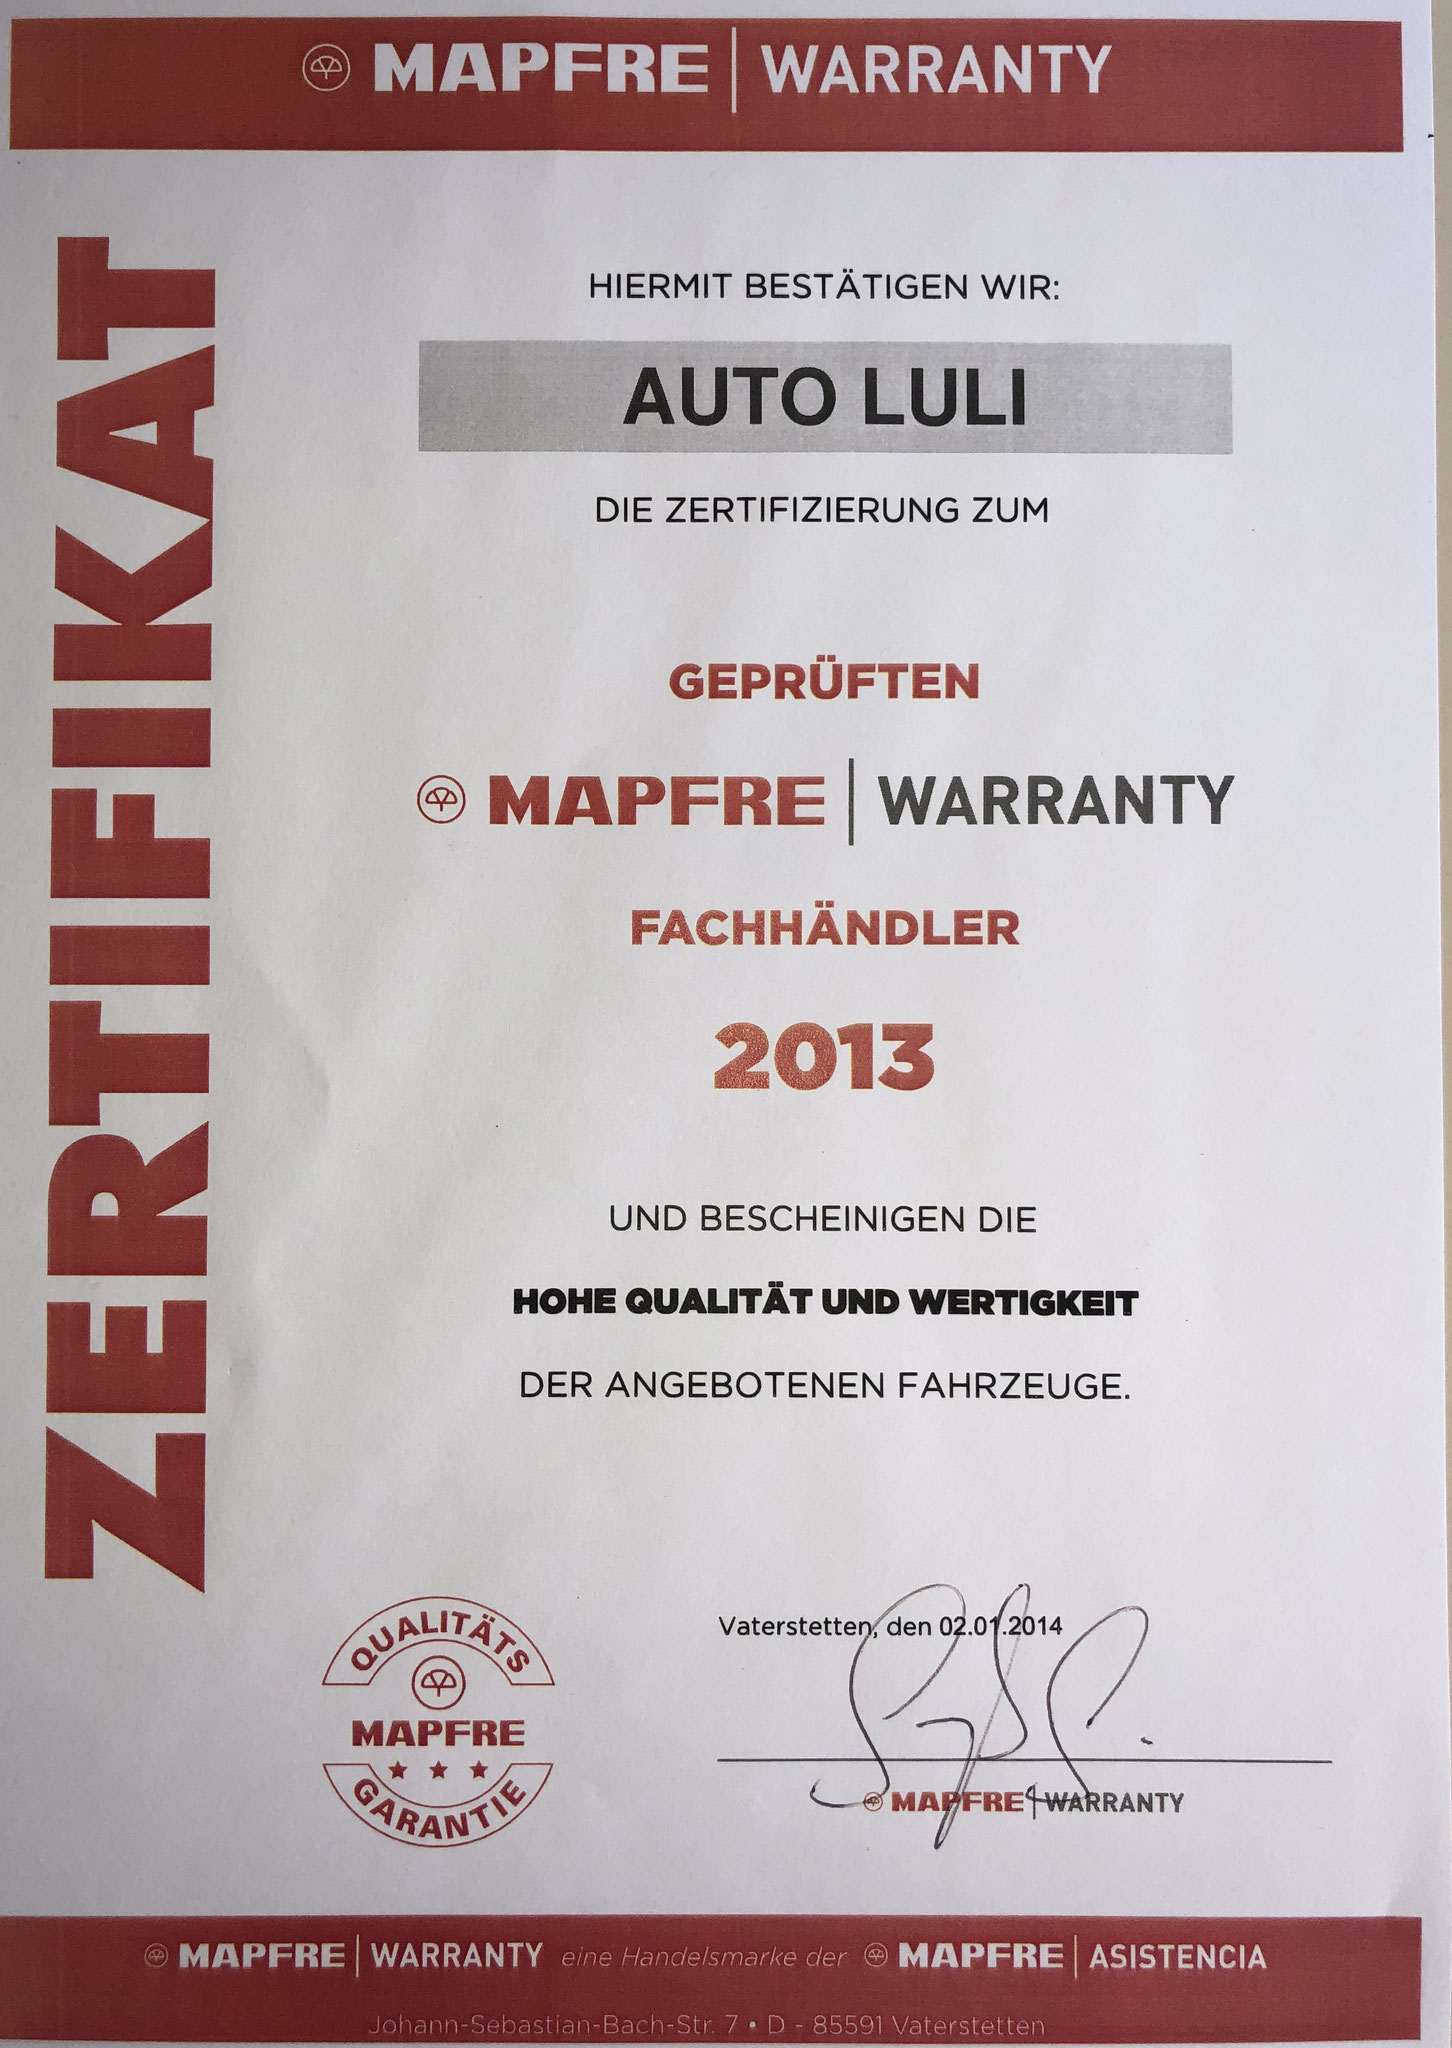 MAPFRE | WARRANTY
ZERTIFIKAT
HIERMIT BESTÄTIGEN WIR:
AUTO LULI
DIE ZERTIFIZIERUNG ZUM
GEPRÜFTEN
MAPFRE | WARRANTY
FACHHÄNDLER
2013
UND BESCHEINIGEN DIE
HOHE QUALITÄT UND WERTIGKEIT
DER ANGEBOTENEN FAHRZEUGE.
QUALITÄTS
MAPFRE
GARANTIE
Vaterstetten, den 02.01.2014
MAPFRE | WARRANTY
MAPFRE | WARRANTY eine Handelsmarke der MAPFRE | ASISTENCIA
Johann-Sebastian-Bach-Str. 7 • D - 85591 Vaterstetten